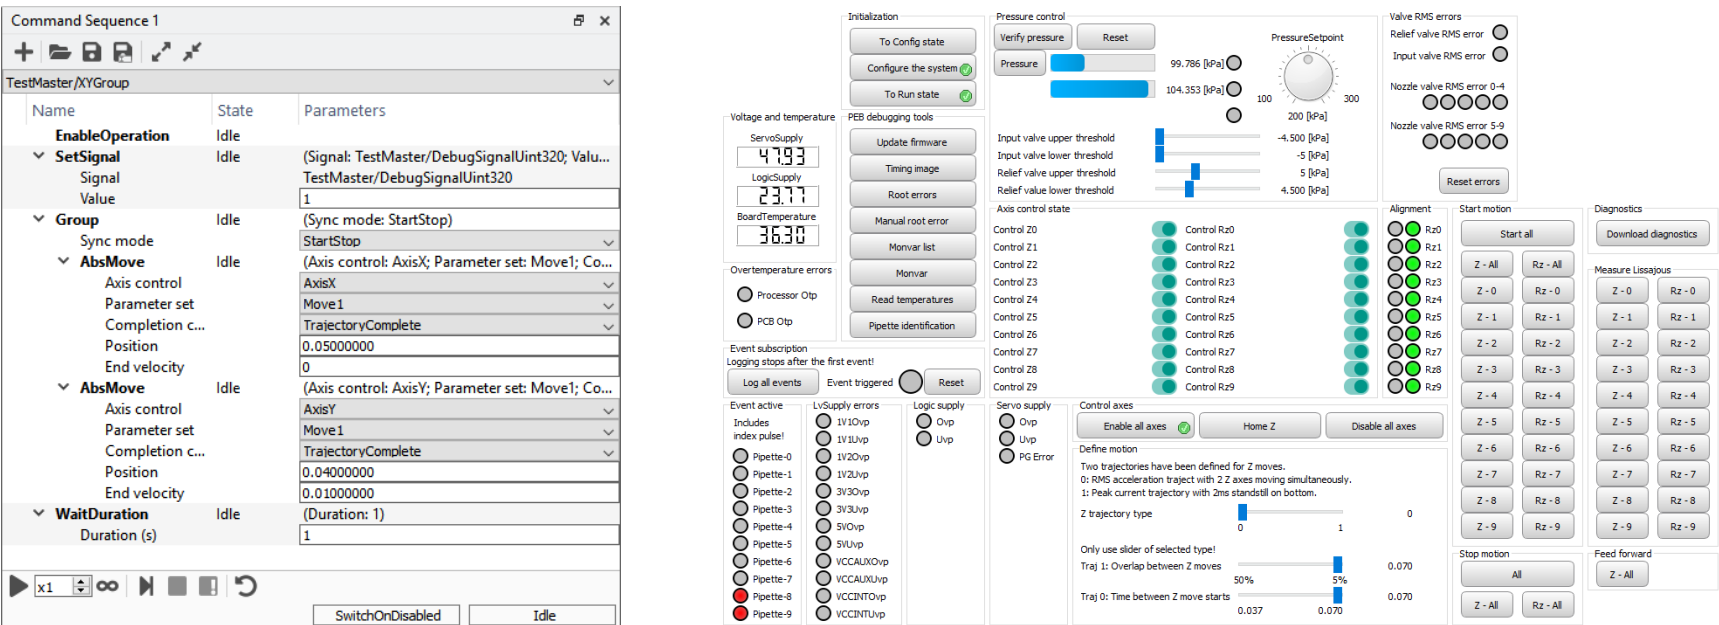 Command Sequence 1
TestMaster/XYGroup
Name State Parameters
EnableOperation Idle
SetSignal Idle (Signal: TestMaster/DebugSignalUint320; Valu...
Signal TestMaster/DebugSignalUint320
Value 1
Group Idle (Sync mode: StartStop)
Sync mode StartStop
AbsMove Idle (Axis control: AxisX; Parameter set: Move1; Co...
Axis control AxisX
Parameter set Move1
Completion c... TrajectoryComplete
Position 0.05000000
End velocity 0
AbsMove Idle (Axis control: AxisY; Parameter set: Move1; Co...
Axis control AxisY
Parameter set Move1
Completion c... TrajectoryComplete
Position 0.04000000
End velocity 0.01000000
WaitDuration Idle (Duration: 1)
Duration (s) 1
x1
SwitchOnDisabled Idle
Initialization
To Config state
Configure the system
To Run state
Pressure control
Verify pressure Reset
PressureSetpoint
Pressure 99.786 [kPa]
104.353 [kPa]
100 300
200 [kPa]
Input valve upper threshold -4.500 [kPa]
Input valve lower threshold -5 [kPa]
Relief valve upper threshold 5 [kPa]
Relief value lower threshold 4.500 [kPa]
Valve RMS errors
Relief valve RMS error
Input valve RMS error
Nozzle valve RMS error 0-4
Nozzle valve RMS error 5-9
Reset errors
Voltage and temperature
ServoSupply
47.93
LogicSupply
23.77
BoardTemperature
36.30
PEB debugging tools
Update firmware
Timing image
Root errors
Manual root error
Monvar list
Monvar
Read temperatures
Pipette identification
Overtemperature errors
Processor Otp
PCB Otp
Axis control state
Control Z0 Control Rz0
Control Z1 Control Rz1
Control Z2 Control Rz2
Control Z3 Control Rz3
Control Z4 Control Rz4
Control Z5 Control Rz5
Control Z6 Control Rz6
Control Z7 Control Rz7
Control Z8 Control Rz8
Control Z9 Control Rz9
Alignment
Rz0
Rz1
Rz2
Rz3
Rz4
Rz5
Rz6
Rz7
Rz8
Rz9
Start motion
Start all
Z - All Rz - All
Z - 0 Rz - 0
Z - 1 Rz - 1
Z - 2 Rz - 2
Z - 3 Rz - 3
Z - 4 Rz - 4
Z - 5 Rz - 5
Z - 6 Rz - 6
Z - 7 Rz - 7
Z - 8 Rz - 8
Z - 9 Rz - 9
Diagnostics
Download diagnostics
Measure Lissajous
Z - 0 Rz - 0
Z - 1 Rz - 1
Z - 2 Rz - 2
Z - 3 Rz - 3
Z - 4 Rz - 4
Z - 5 Rz - 5
Z - 6 Rz - 6
Z - 7 Rz - 7
Z - 8 Rz - 8
Z - 9 Rz - 9
Event subscription
Logging stops after the first event!
Log all events Event triggered Reset
Event active
Includes
index pulse!
Pipette-0
Pipette-1
Pipette-2
Pipette-3
Pipette-4
Pipette-5
Pipette-6
Pipette-7
Pipette-8
Pipette-9
LvSupply errors
1V1Ovp
1V1Uvp
1V2Ovp
1V2Uvp
3V3Ovp
3V3Uvp
5VOvp
5VUvp
VCCAUXOvp
VCCAUXUvp
VCCINTOvp
VCCINTUvp
Logic supply
Ovp
Uvp
Servo supply
Ovp
Uvp
PG Error
Control axes
Enable all axes Home Z Disable all axes
Define motion
Two trajectories have been defined for Z moves.
0: RMS acceleration traject with 2 Z axes moving simultaneously.
1: Peak current trajectory with 2ms standstill on bottom.
Z trajectory type 0
0 1
Only use slider of selected type!
Traj 1: Overlap between Z moves 0.070
50% 5%
Traj 0: Time between Z move starts 0.070
0.037 0.070
Stop motion
All
Z - All Rz - All
Feed forward
Z - All